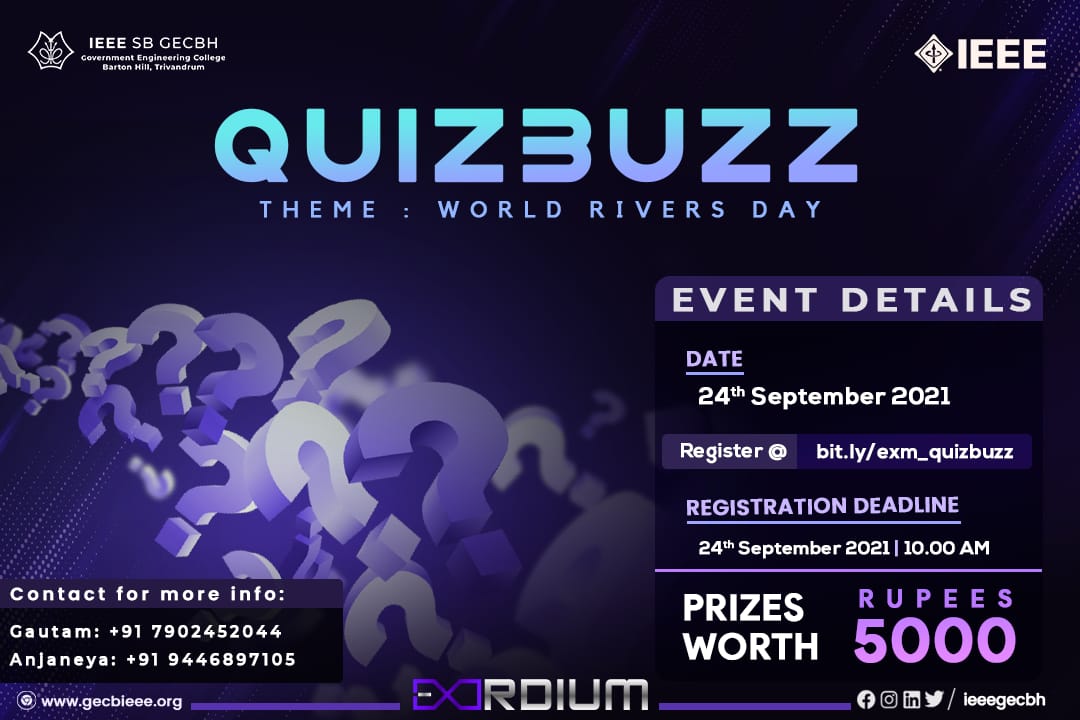 IEEE SB GECBH
Government Engineering College
Barton Hill, Trivandrum
IEEE
QUIZBUZZ
THEME : WORLD RIVERS DAY
EVENT DETAILS
DATE
24th September 2021
Register @ bit.ly/exm_quizbuzz
REGISTRATION DEADLINE
24th September 2021 | 10.00 AM
PRIZES WORTH
RUPEES 5000
Contact for more info:
Gautam: +91 7902452044
Anjaneya: +91 9446897105
www.gecbieee.org
EXORDIUM
/ ieeegecbh